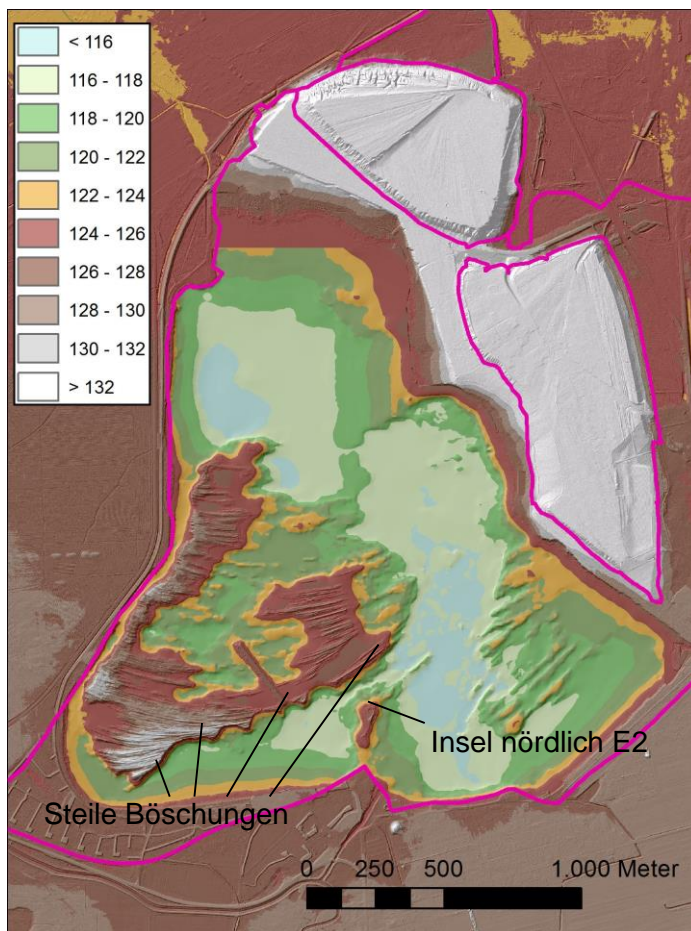 < 116
116 - 118
118 - 120
120 - 122
122 - 124
124 - 126
126 - 128
128 - 130
130 - 132
> 132
Insel nördlich E2
Steile Böschungen
0 250 500 1.000 Meter